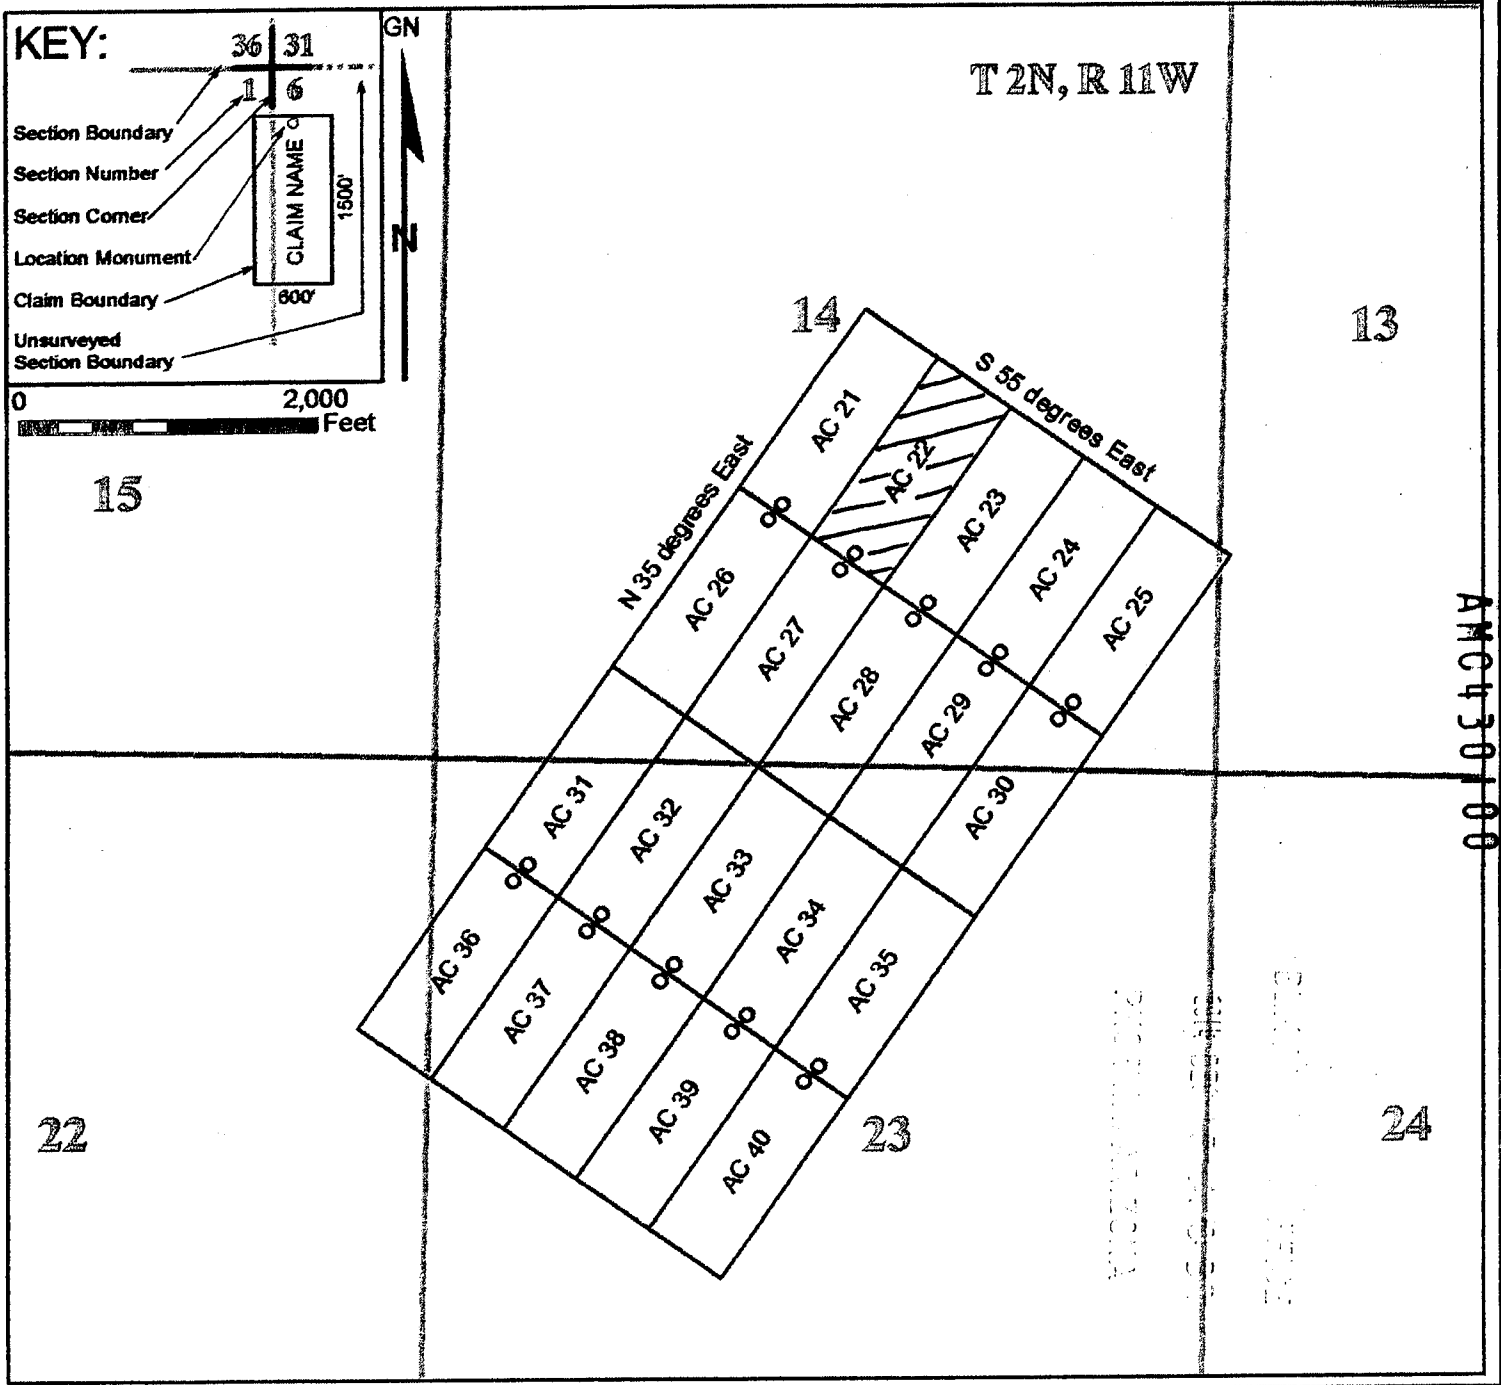 KEY:
36 31
1 6
Section Boundary
Section Number
Section Corner
Location Monument
Claim Boundary
Unsurveyed
Section Boundary
CLAIM NAME
1500'
600'
GN
N
0 2,000
Feet
T 2N, R 11W
14
13
15
22
23
24
N 35 degrees East
S 55 degrees East
AC 21
AC 22
AC 23
AC 24
AC 25
AC 26
AC 27
AC 28
AC 29
AC 30
AC 31
AC 32
AC 33
AC 34
AC 35
AC 36
AC 37
AC 38
AC 39
AC 40
AMC430100